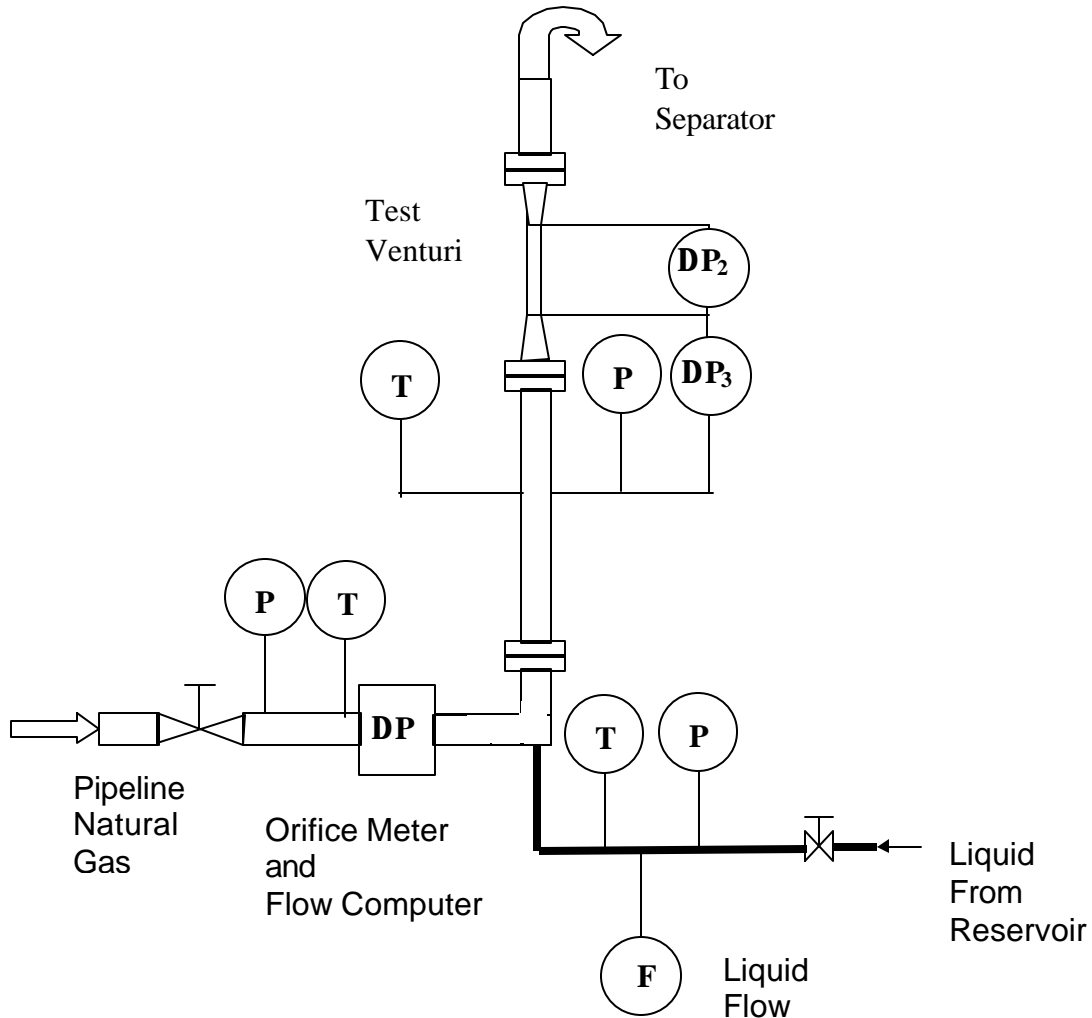 To
Separator
Test
Venturi
DP2
DP3
T
P
P
T
DP
T
P
Pipeline
Natural
Gas
Orifice Meter
and
Flow Computer
Liquid
From
Reservoir
F
Liquid
Flow